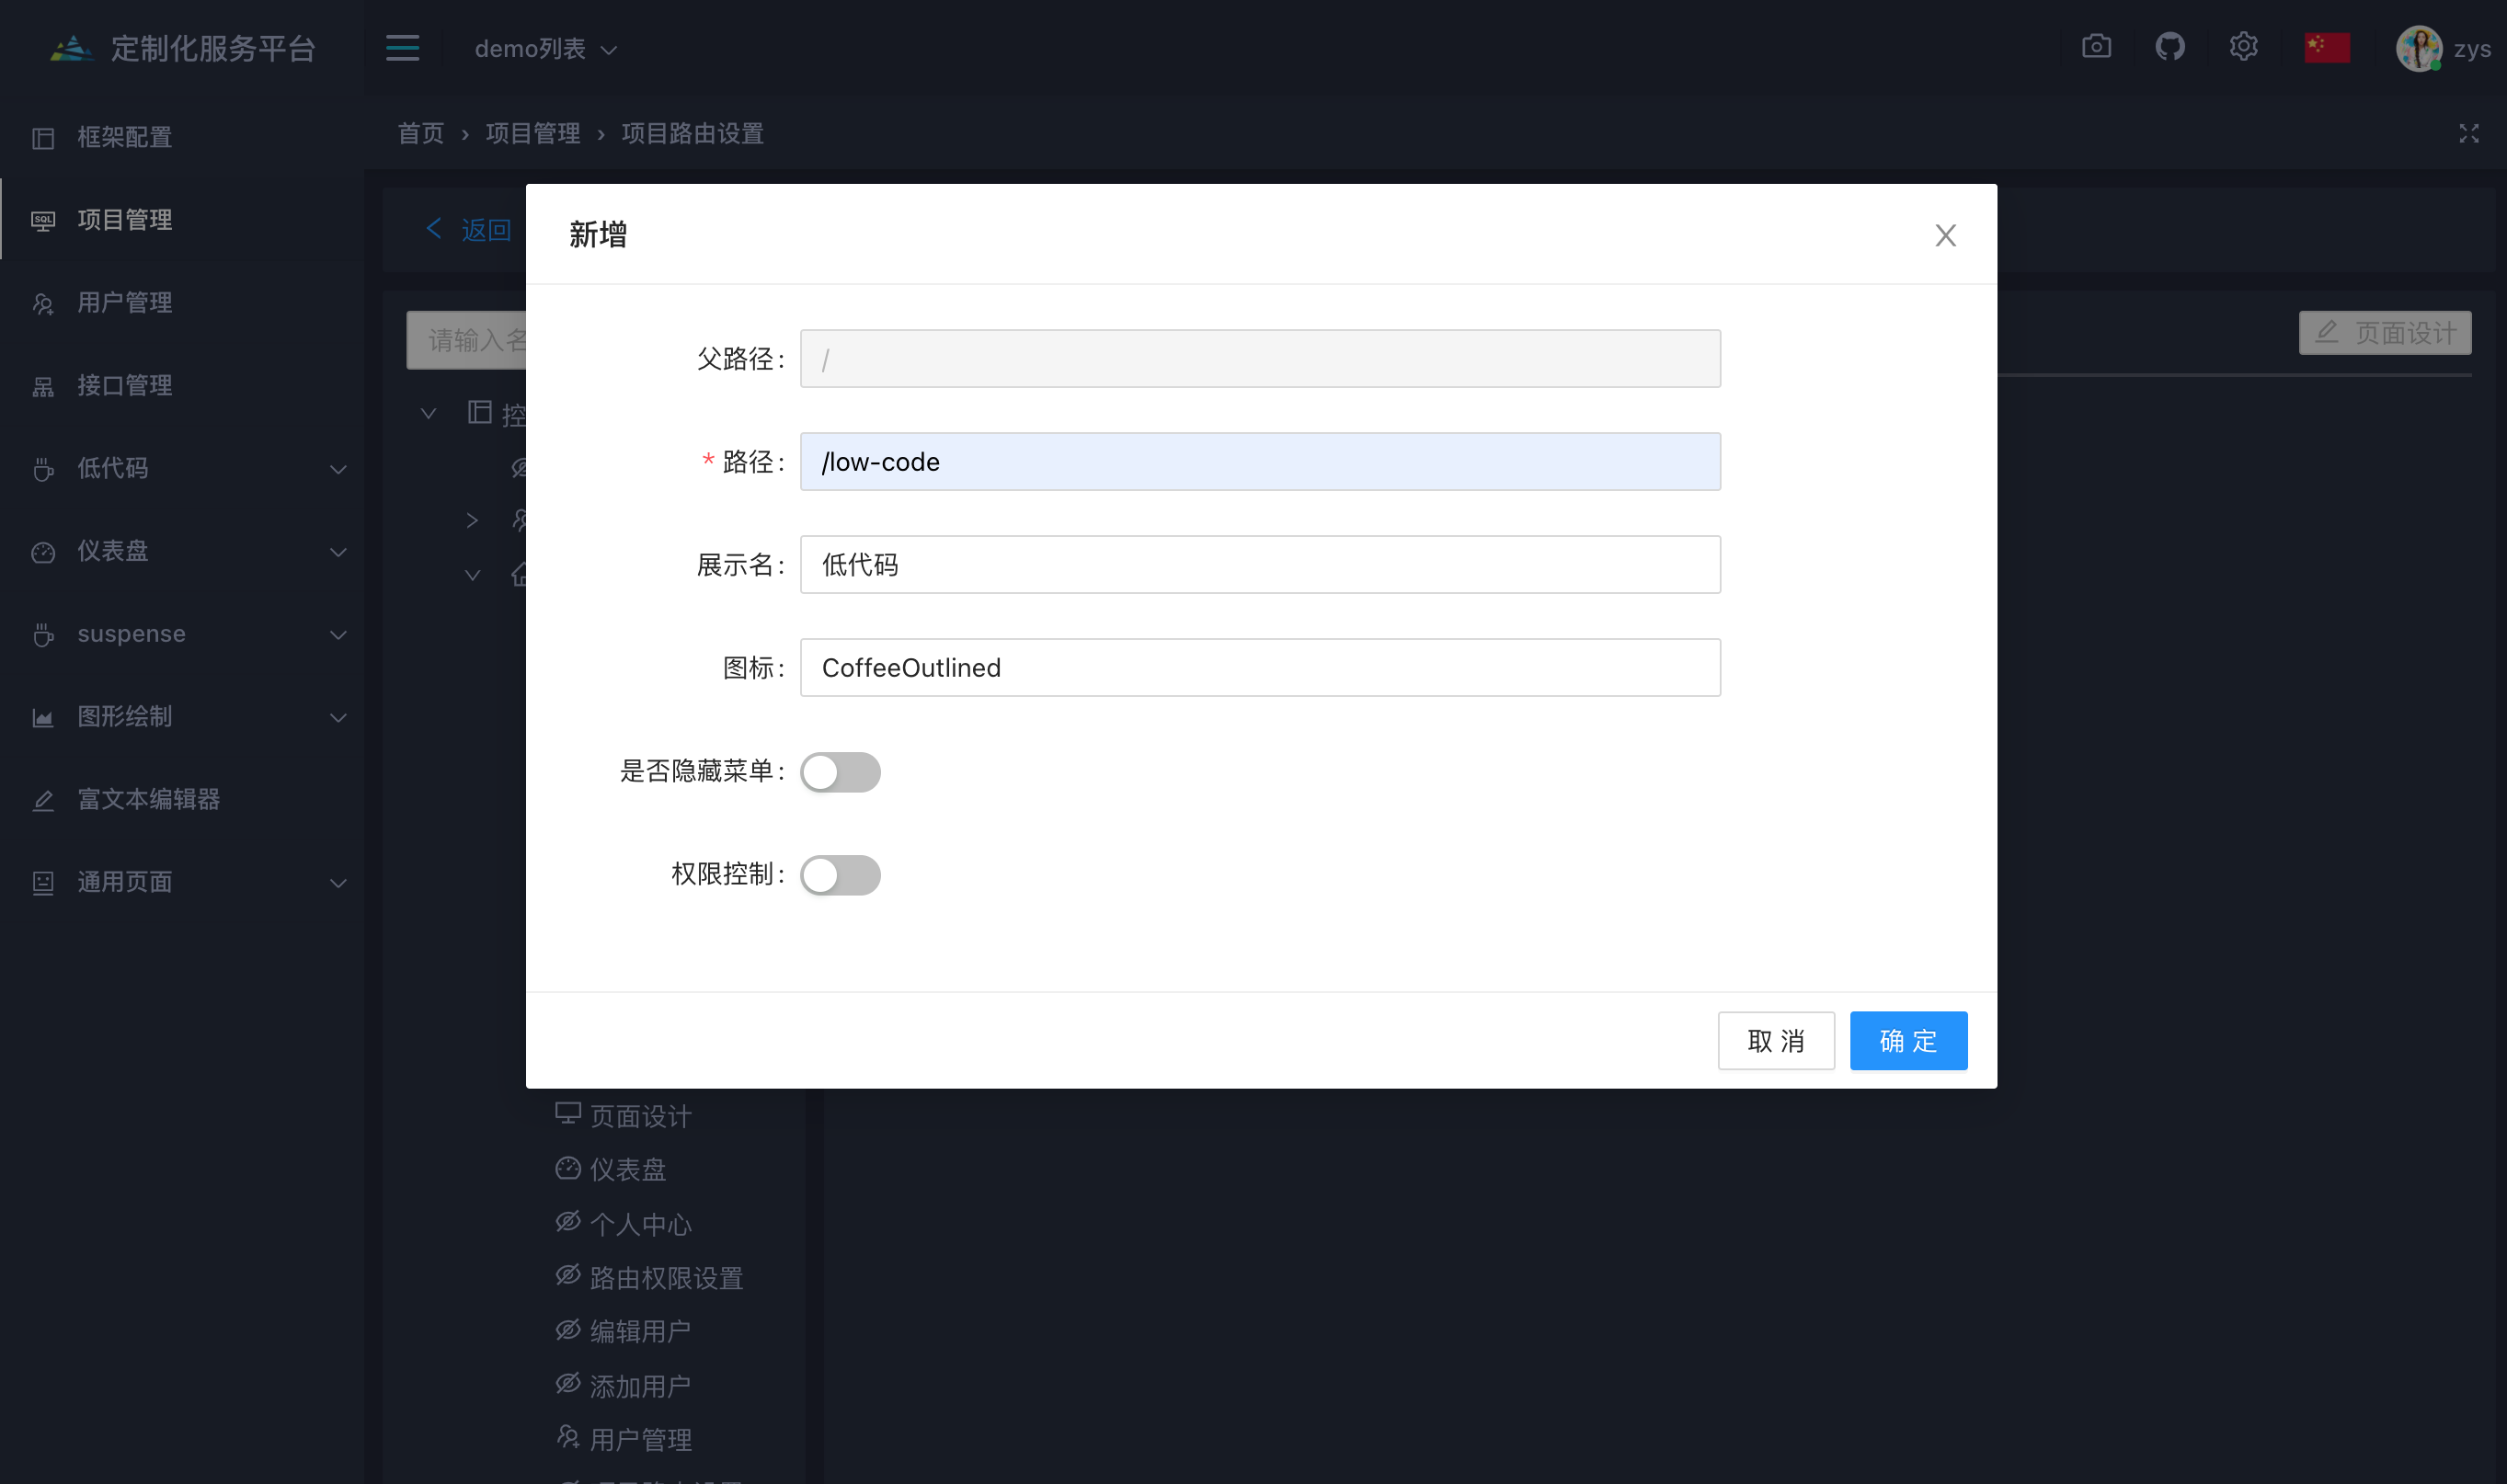 定制化服务平台
demo列表
zys
框架配置
项目管理
用户管理
接口管理
低代码
仪表盘
suspense
图形绘制
富文本编辑器
通用页面
首页 › 项目管理 › 项目路由设置
返回
请输入名
控
页面设计
新增
父路径:
/
* 路径:
/low-code
展示名:
低代码
图标:
CoffeeOutlined
是否隐藏菜单:
权限控制:
取 消
确 定
页面设计
仪表盘
个人中心
路由权限设置
编辑用户
添加用户
用户管理